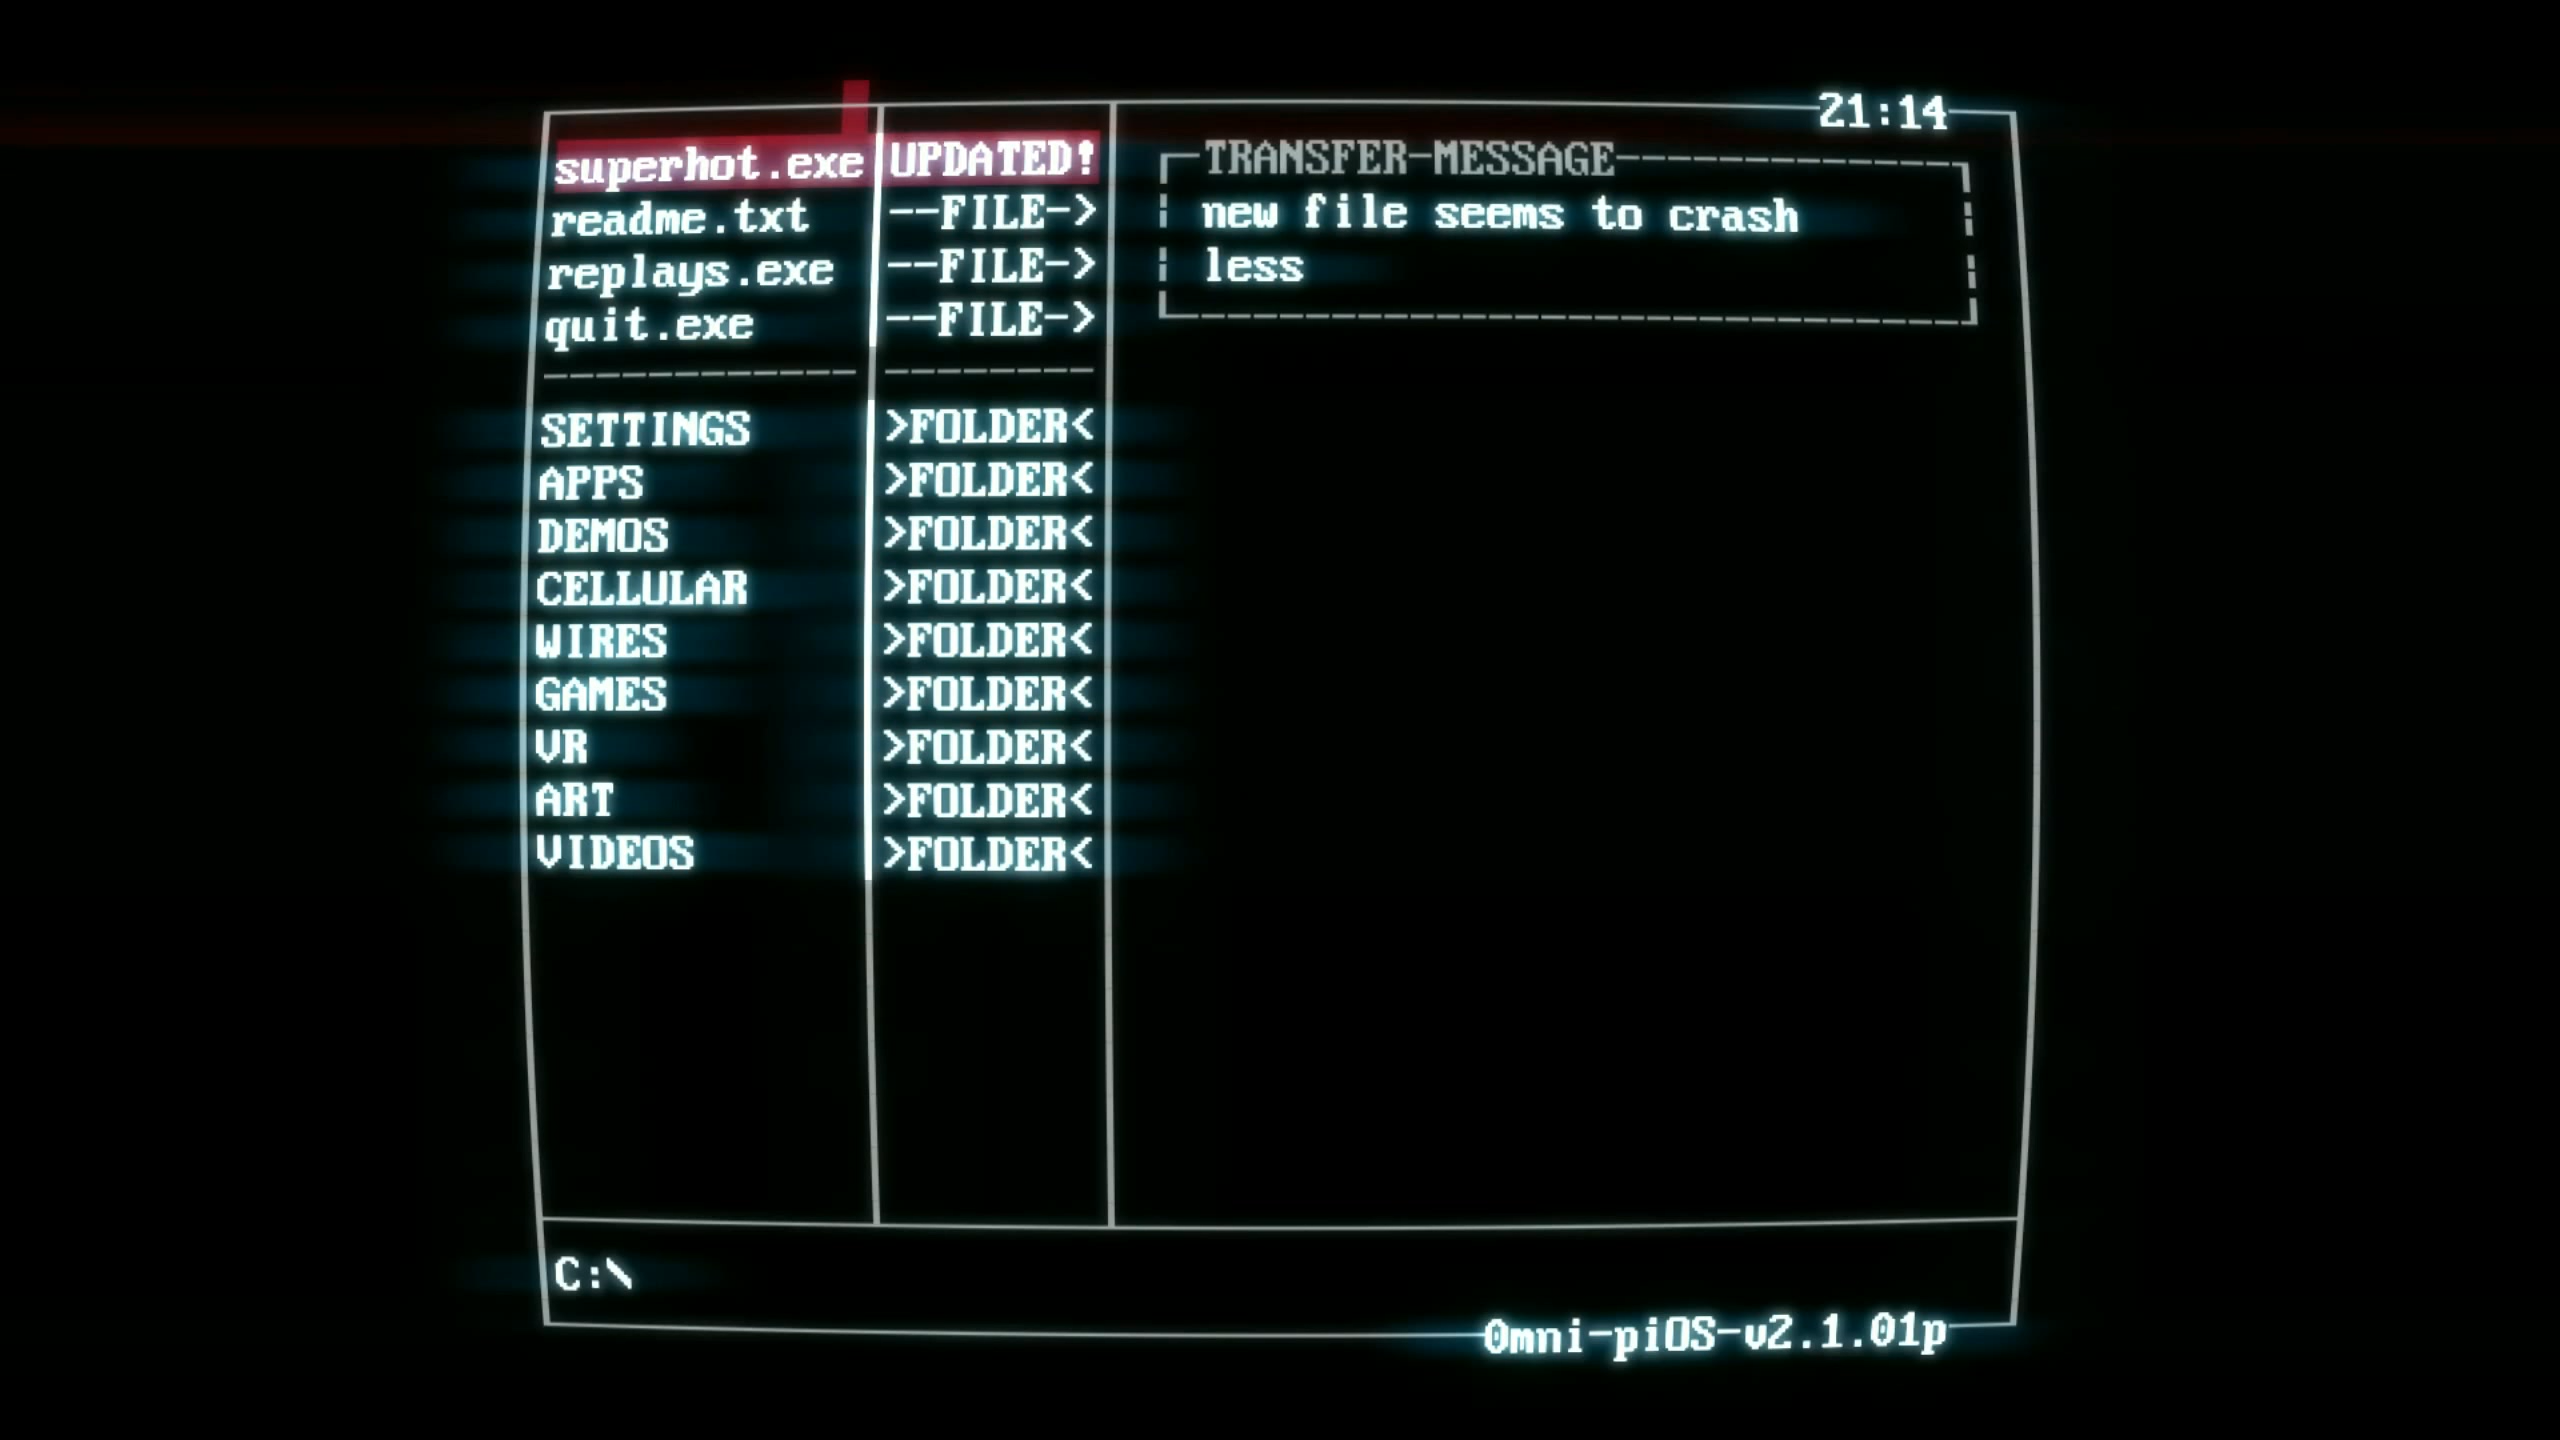 21:14
superhot.exe UPDATED!
readme.txt --FILE->
replays.exe --FILE->
quit.exe --FILE->
SETTINGS >FOLDER<
APPS >FOLDER<
DEMOS >FOLDER<
CELLULAR >FOLDER<
WIRES >FOLDER<
GAMES >FOLDER<
VR >FOLDER<
ART >FOLDER<
VIDEOS >FOLDER<
TRANSFER-MESSAGE
new file seems to crash
less
C:\
Omni-piOS-v2.1.01p